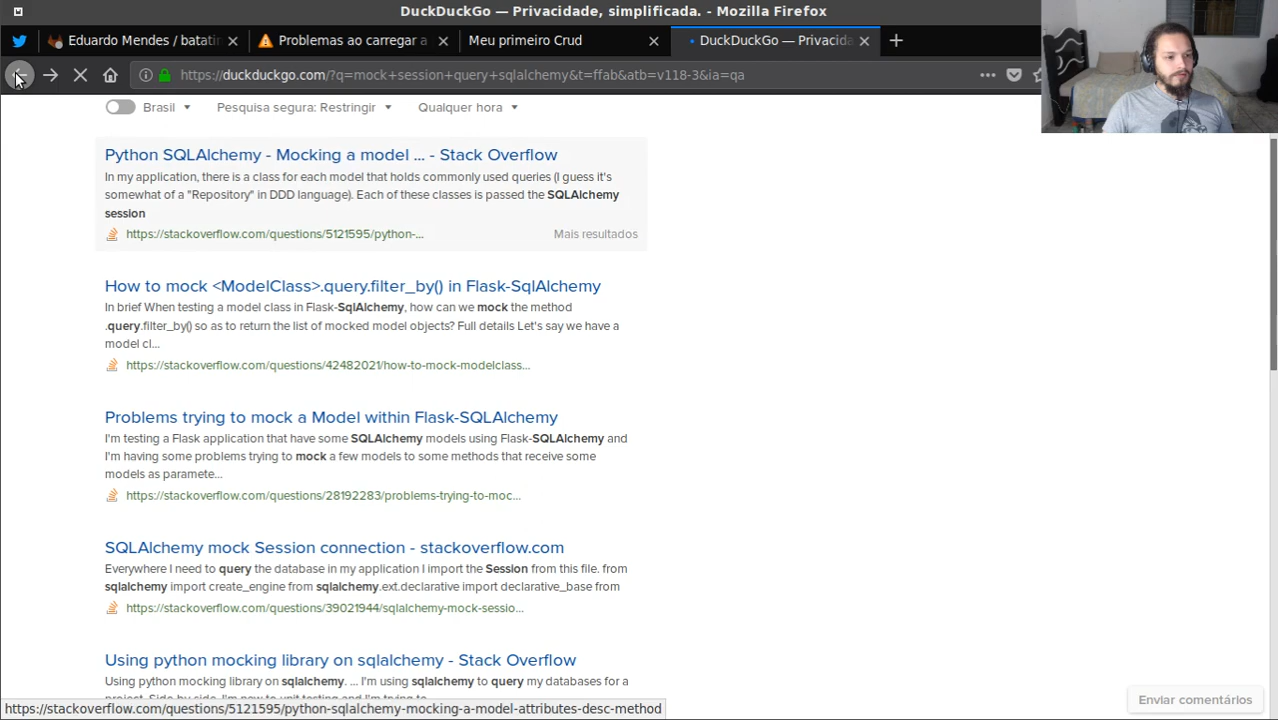 DuckDuckGo — Privacidade, simplificada. - Mozilla Firefox
Eduardo Mendes / batatin
Problemas ao carregar a
Meu primeiro Crud
DuckDuckGo — Privacida
https://duckduckgo.com/?q=mock+session+query+sqlalchemy&t=ffab&atb=v118-3&ia=qa
Brasil
Pesquisa segura: Restringir
Qualquer hora
Python SQLAlchemy - Mocking a model ... - Stack Overflow
In my application, there is a class for each model that holds commonly used queries (I guess it's
somewhat of a "Repository" in DDD language). Each of these classes is passed the SQLAlchemy
session
https://stackoverflow.com/questions/5121595/python-...
Mais resultados
How to mock <ModelClass>.query.filter_by() in Flask-SqlAlchemy
In brief When testing a model class in Flask-SqlAlchemy, how can we mock the method
.query.filter_by() so as to return the list of mocked model objects? Full details Let's say we have a
model cl...
https://stackoverflow.com/questions/42482021/how-to-mock-modelclass...
Problems trying to mock a Model within Flask-SQLAlchemy
I'm testing a Flask application that have some SQLAlchemy models using Flask-SQLAlchemy and
I'm having some problems trying to mock a few models to some methods that receive some
models as paramete...
https://stackoverflow.com/questions/28192283/problems-trying-to-moc...
SQLAlchemy mock Session connection - stackoverflow.com
Everywhere I need to query the database in my application I import the Session from this file. from
sqlalchemy import create_engine from sqlalchemy.ext.declarative import declarative_base from
https://stackoverflow.com/questions/39021944/sqlalchemy-mock-sessio...
Using python mocking library on sqlalchemy - Stack Overflow
Using python mocking library on sqlalchemy. ... I'm using sqlalchemy to query my databases for a
project. Side-by-side, I'm new to unit testing and I'm trying to
Enviar comentários
https://stackoverflow.com/questions/5121595/python-sqlalchemy-mocking-a-model-attributes-desc-method